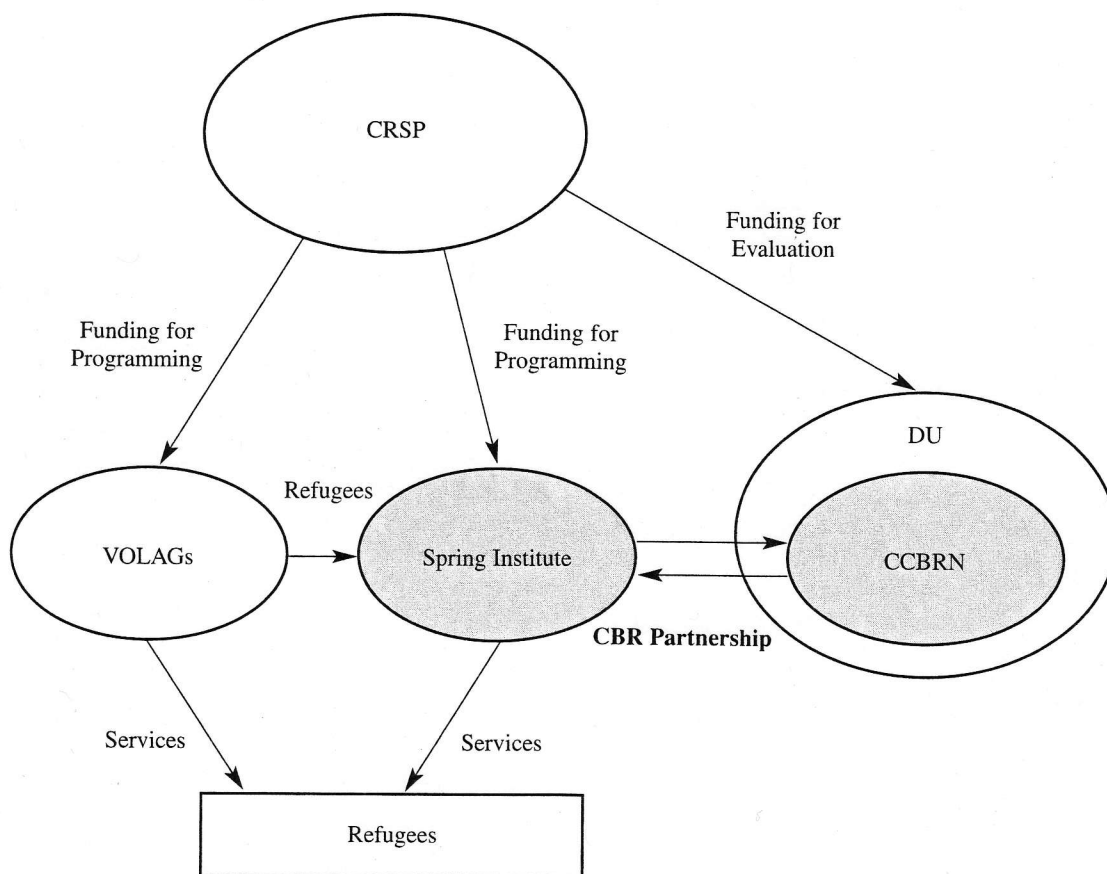 CRSP
Funding for
Evaluation
Funding for
Programming
Funding for
Programming
DU
Refugees
VOLAGs
Spring Institute
CCBRN
CBR Partnership
Services
Services
Refugees